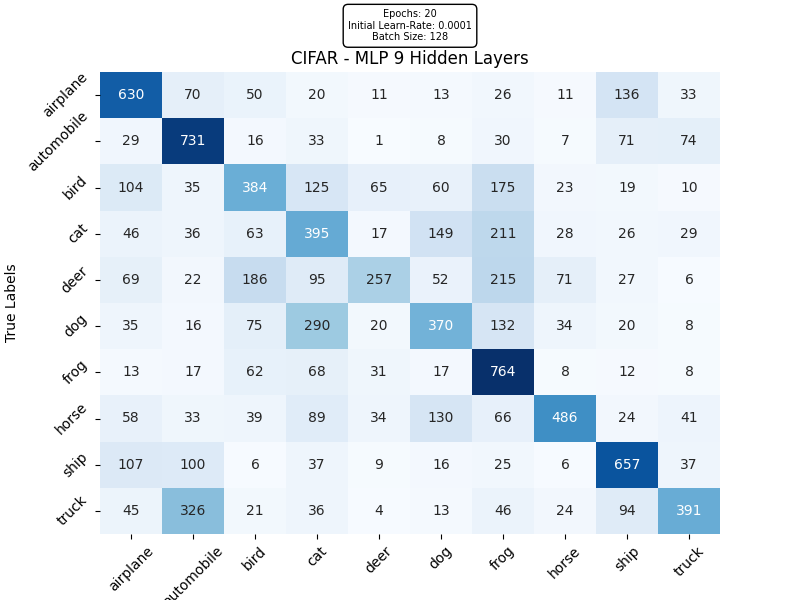 Epochs: 20
Initial Learn-Rate: 0.0001
Batch Size: 128
CIFAR - MLP 9 Hidden Layers
True Labels
airplane 630 70 50 20 11 13 26 11 136 33
automobile 29 731 16 33 1 8 30 7 71 74
bird 104 35 384 125 65 60 175 23 19 10
cat 46 36 63 395 17 149 211 28 26 29
deer 69 22 186 95 257 52 215 71 27 6
dog 35 16 75 290 20 370 132 34 20 8
frog 13 17 62 68 31 17 764 8 12 8
horse 58 33 39 89 34 130 66 486 24 41
ship 107 100 6 37 9 16 25 6 657 37
truck 45 326 21 36 4 13 46 24 94 391
airplane automobile bird cat deer dog frog horse ship truck